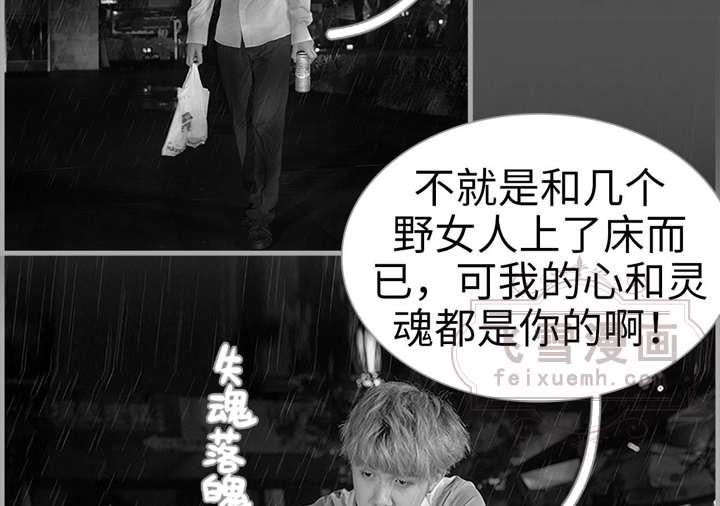 不就是和几个
野女人上了床而
已，可我的心和灵
魂都是你的啊！
飞雪漫画
feixuemh.com
失魂落魄